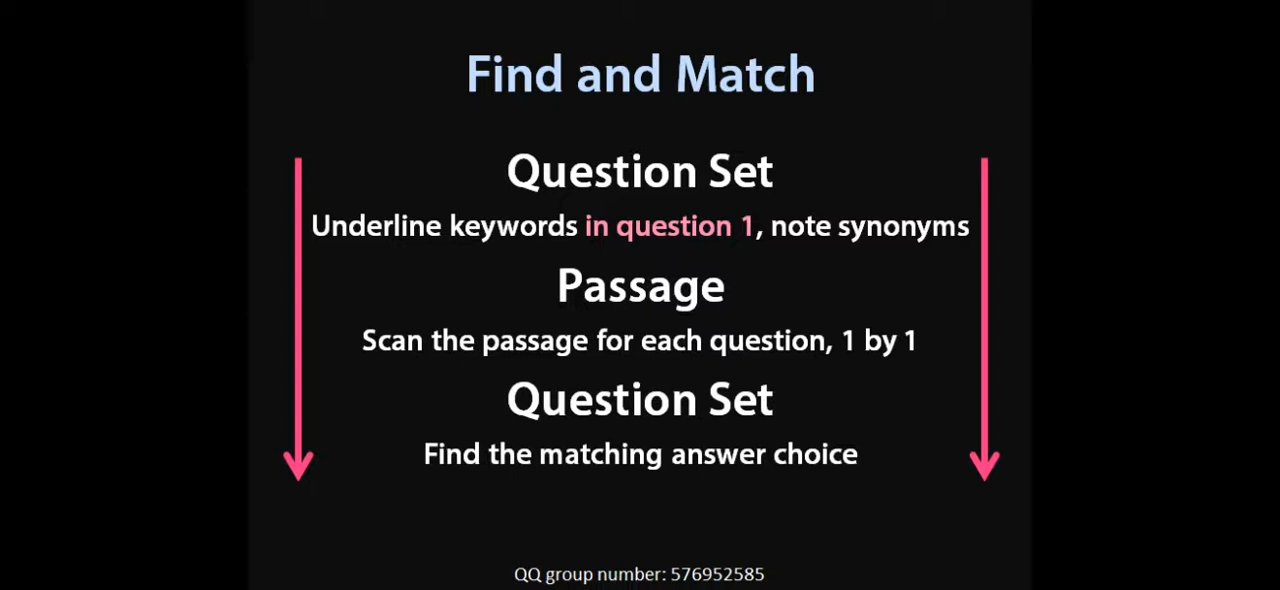 Find and Match
Question Set
Underline keywords in question 1, note synonyms
Passage
Scan the passage for each question, 1 by 1
Question Set
Find the matching answer choice
QQ group number: 576952585